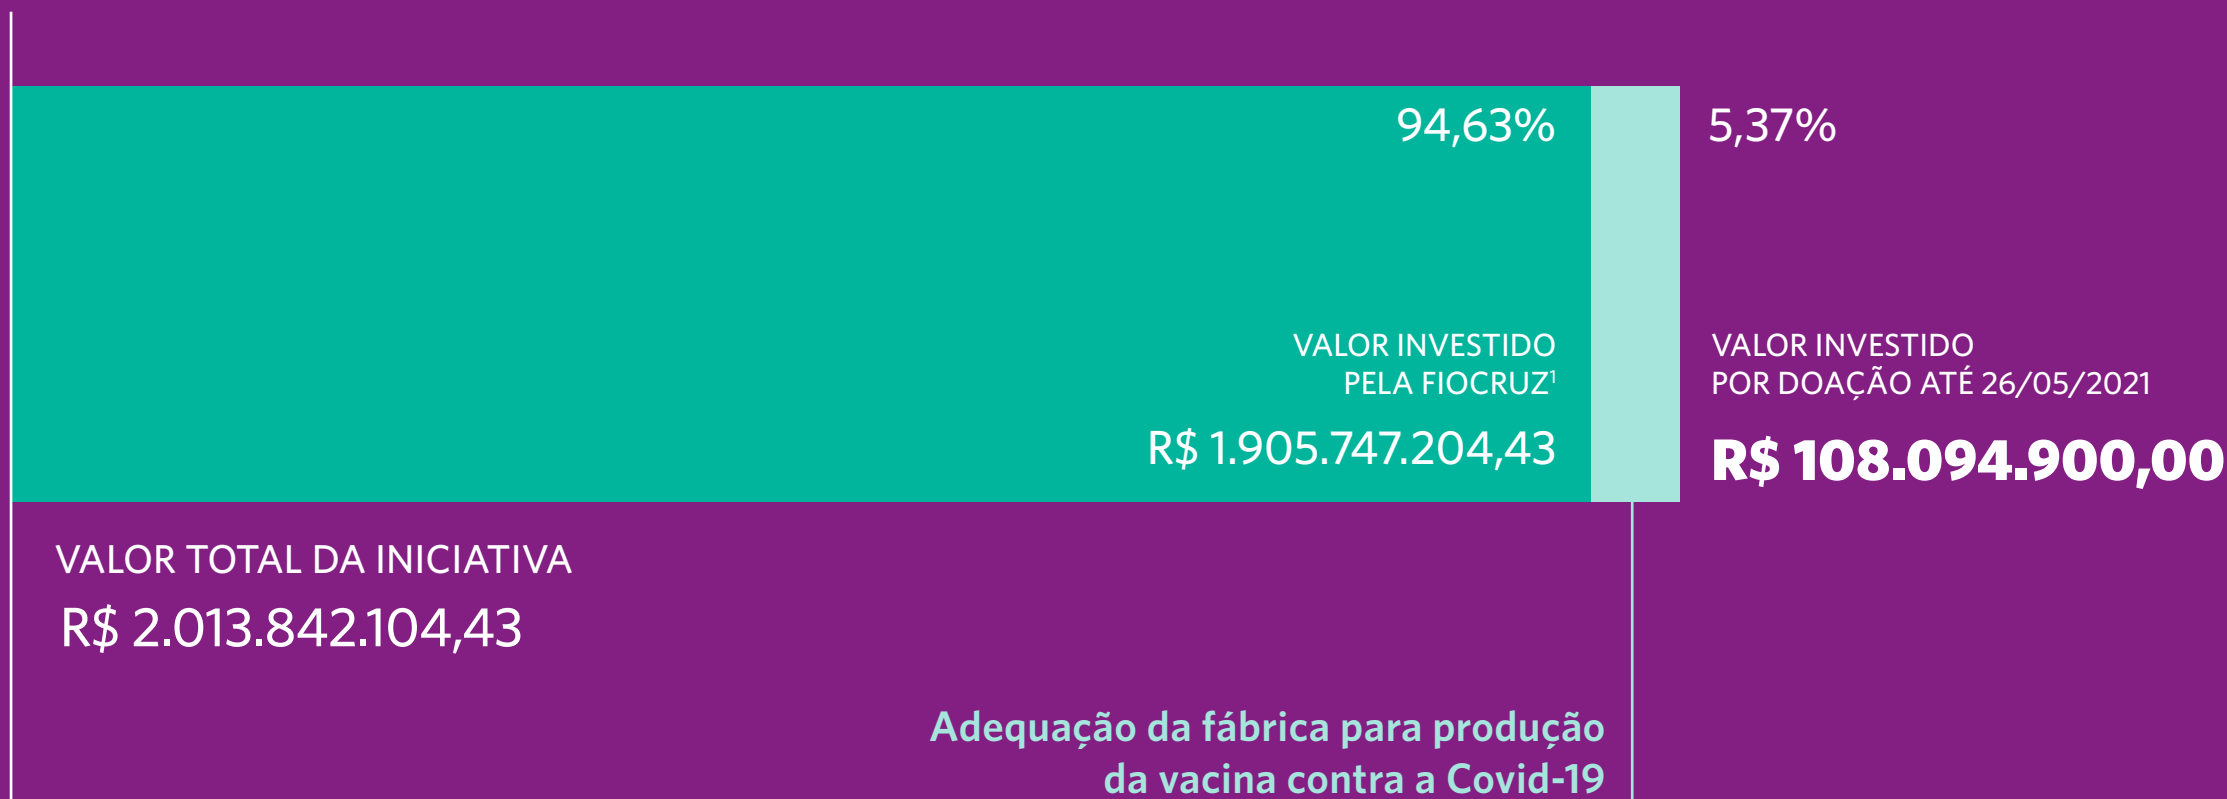 94,63%
5,37%
VALOR INVESTIDO
PELA FIOCRUZ¹
R$ 1.905.747.204,43
VALOR INVESTIDO
POR DOAÇÃO ATÉ 26/05/2021
R$ 108.094.900,00
VALOR TOTAL DA INICIATIVA
R$ 2.013.842.104,43
Adequação da fábrica para produção
da vacina contra a Covid-19